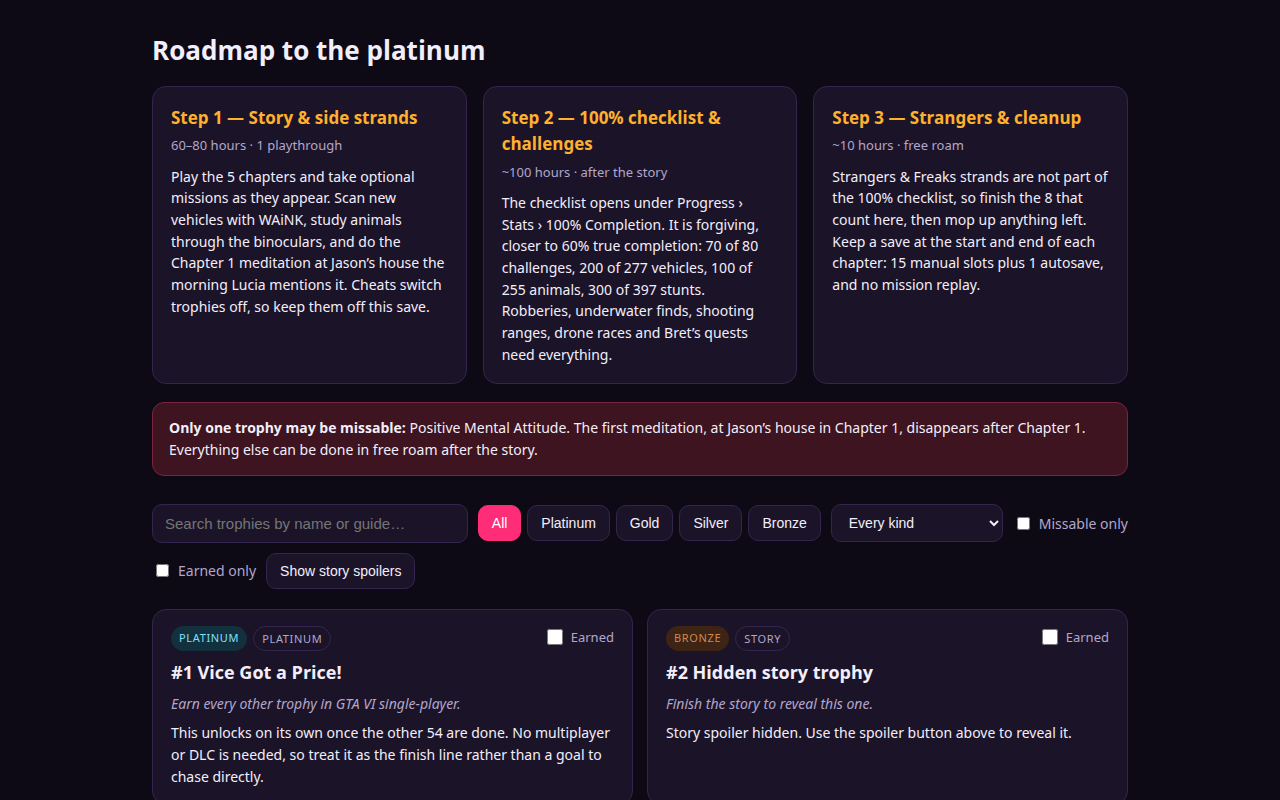 Roadmap to the platinum
Step 1 — Story & side strands
60–80 hours · 1 playthrough
Play the 5 chapters and take optional
missions as they appear. Scan new
vehicles with WAiNK, study animals
through the binoculars, and do the
Chapter 1 meditation at Jason’s house the
morning Lucia mentions it. Cheats switch
trophies off, so keep them off this save.
Step 2 — 100% checklist &
challenges
~100 hours · after the story
The checklist opens under Progress ›
Stats › 100% Completion. It is forgiving,
closer to 60% true completion: 70 of 80
challenges, 200 of 277 vehicles, 100 of
255 animals, 300 of 397 stunts.
Robberies, underwater finds, shooting
ranges, drone races and Bret’s quests
need everything.
Step 3 — Strangers & cleanup
~10 hours · free roam
Strangers & Freaks strands are not part of
the 100% checklist, so finish the 8 that
count here, then mop up anything left.
Keep a save at the start and end of each
chapter: 15 manual slots plus 1 autosave,
and no mission replay.
Only one trophy may be missable: Positive Mental Attitude. The first meditation, at Jason’s house in Chapter 1, disappears after Chapter 1.
Everything else can be done in free roam after the story.
Search trophies by name or guide…
All
Platinum
Gold
Silver
Bronze
Every kind
Missable only
Earned only
Show story spoilers
PLATINUM
PLATINUM
Earned
#1 Vice Got a Price!
Earn every other trophy in GTA VI single-player.
This unlocks on its own once the other 54 are done. No multiplayer
or DLC is needed, so treat it as the finish line rather than a goal to
chase directly.
BRONZE
STORY
Earned
#2 Hidden story trophy
Finish the story to reveal this one.
Story spoiler hidden. Use the spoiler button above to reveal it.